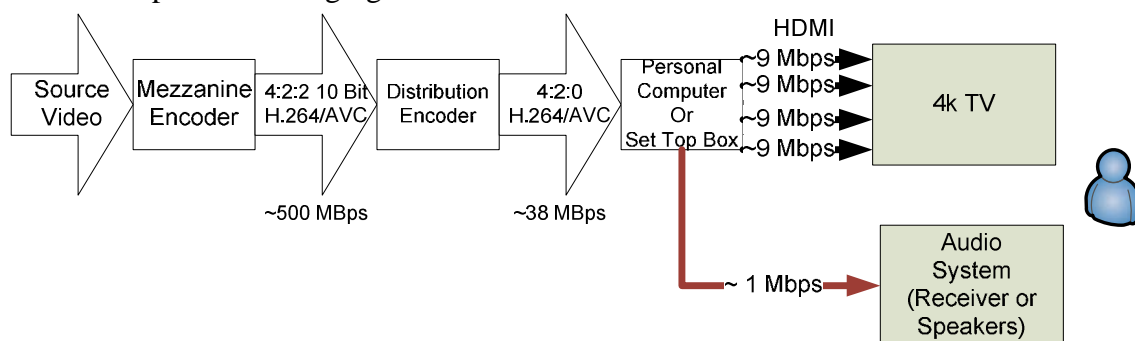 HDMI
Source
Video
Mezzanine
Encoder
4:2:2 10 Bit
H.264/AVC
~500 MBps
Distribution
Encoder
4:2:0
H.264/AVC
~38 MBps
Personal
Computer
Or
Set Top Box
~9 Mbps
~9 Mbps
~9 Mbps
~9 Mbps
4k TV
~ 1 Mbps
Audio
System
(Receiver or
Speakers)